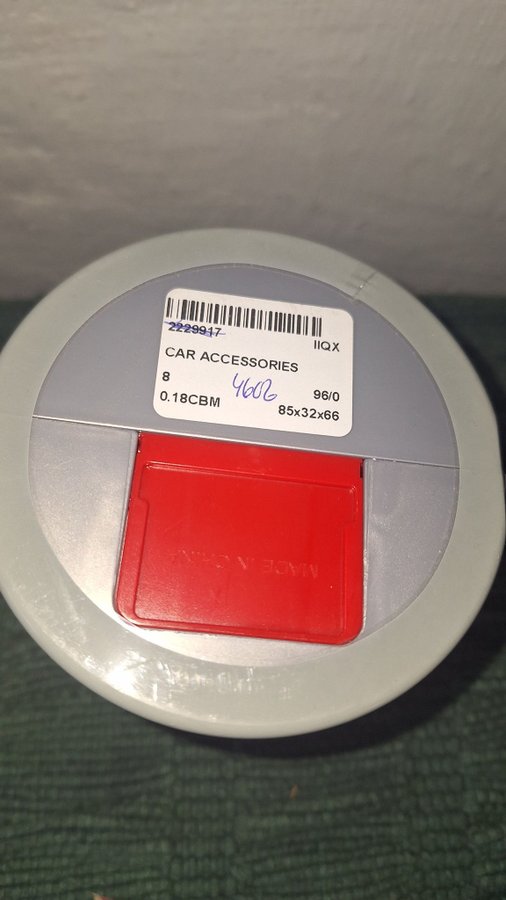 2229917
IIQX
CAR ACCESSORIES
8 4602 96/0
0.18CBM 85x32x66
MADE IN CHINA